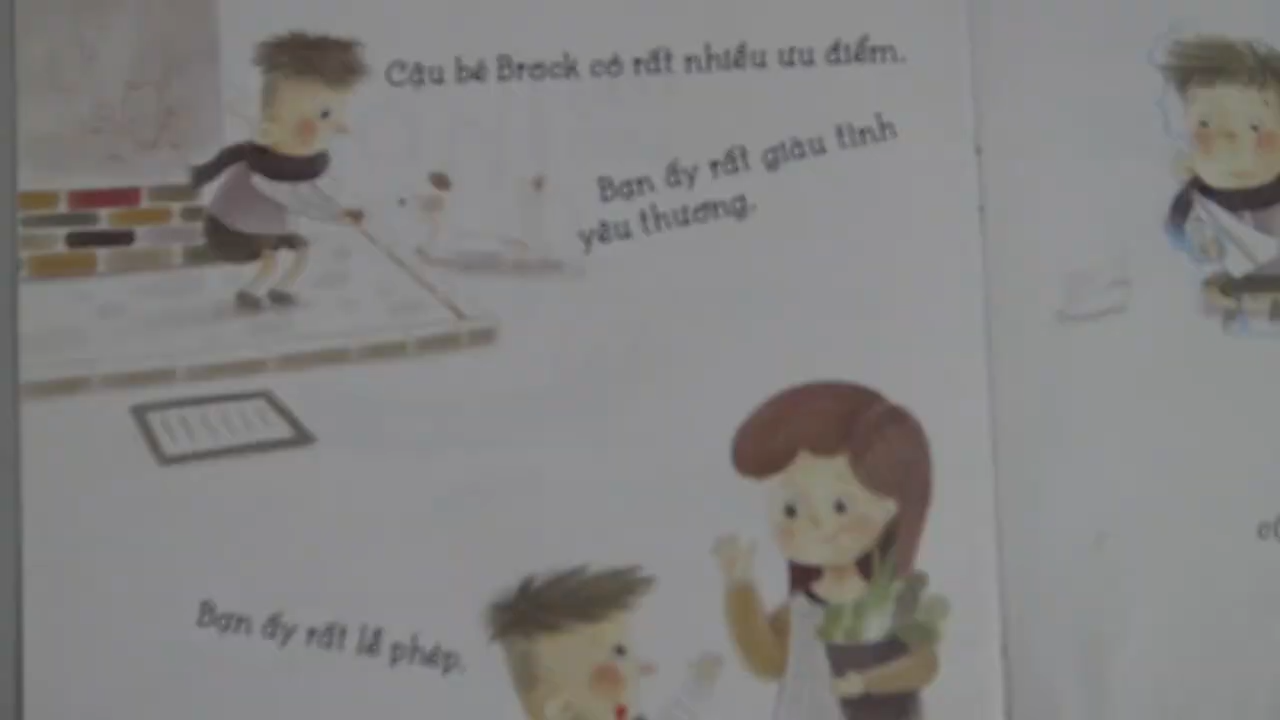 Cậu bé Brock có rất nhiều ưu điểm.
Bạn ấy rất giàu tình
yêu thương.
Bạn ấy rất lễ phép.